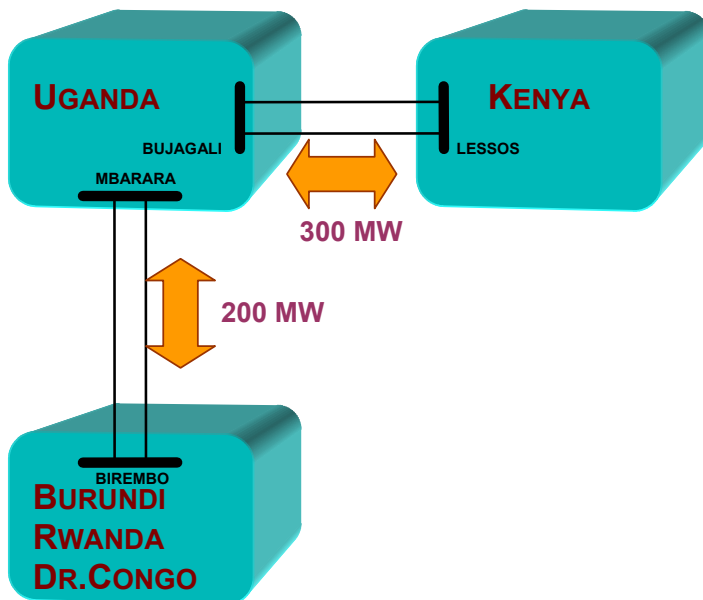 UGANDA
KENYA
BUJAGALI
LESSOS
MBARARA
300 MW
200 MW
BIREMBO
BURUNDI
RWANDA
DR.CONGO